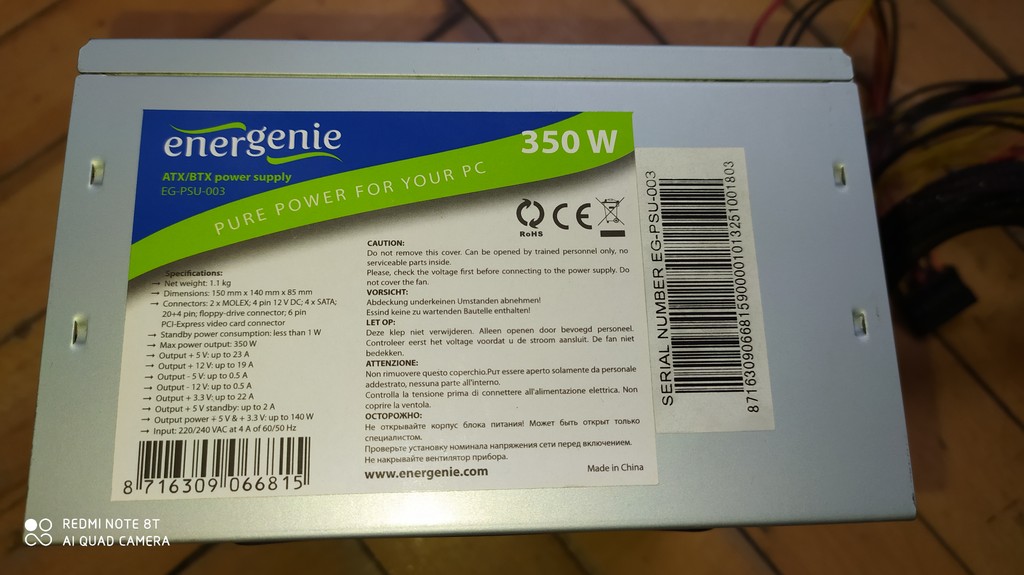 energenie
350 W
ATX/BTX power supply
EG-PSU-003
PURE POWER FOR YOUR PC
RoHS
CE
Specifications:
→ Net weight: 1.1 kg
→ Dimensions: 150 mm x 140 mm x 85 mm
→ Connectors: 2 x MOLEX; 4 pin 12 V DC; 4 x SATA;
20+4 pin; floppy-drive connector; 6 pin
PCI-Express video card connector
→ Standby power consumption: less than 1 W
→ Max power output: 350 W
→ Output + 5 V: up to 23 A
→ Output + 12 V: up to 19 A
→ Output - 5 V: up to 0.5 A
→ Output - 12 V: up to 0.5 A
→ Output + 3.3 V: up to 22 A
→ Output + 5 V standby: up to 2 A
→ Output power + 5 V & + 3.3 V: up to 140 W
→ Input: 220/240 VAC at 4 A of 60/50 Hz
8 716309 066815
CAUTION:
Do not remove this cover. Can be opened by trained personnel only, no
serviceable parts inside.
Please, check the voltage first before connecting to the power supply. Do
not cover the fan.
VORSICHT:
Abdeckung underkeinen Umstanden abnehmen!
Essind keine zu wartenden Bautelle enthalten!
LET OP:
Deze klep niet verwijderen. Alleen openen door bevoegd personeel.
Controleer eerst het voltage voordat u de stroom aansluit. De fan niet
bedekken.
ATTENZIONE:
Non rimuovere questo coperchio.Pur essere aperto solamente da personale
addestrato, nessuna parte all'interno.
Controlla la tensione prima di connettere all'alimentazione elettrica. Non
coprire la ventola.
ОСТОРОЖНО:
Не открывайте корпус блока питания! Может быть открыт только
специалистом.
Проверьте установку номинала напряжения сети перед включением.
Не накрывайте вентилятор прибора.
www.energenie.com
Made in China
SERIAL NUMBER EG-PSU-003
8716309066815900001013251001803
REDMI NOTE 8T
AI QUAD CAMERA